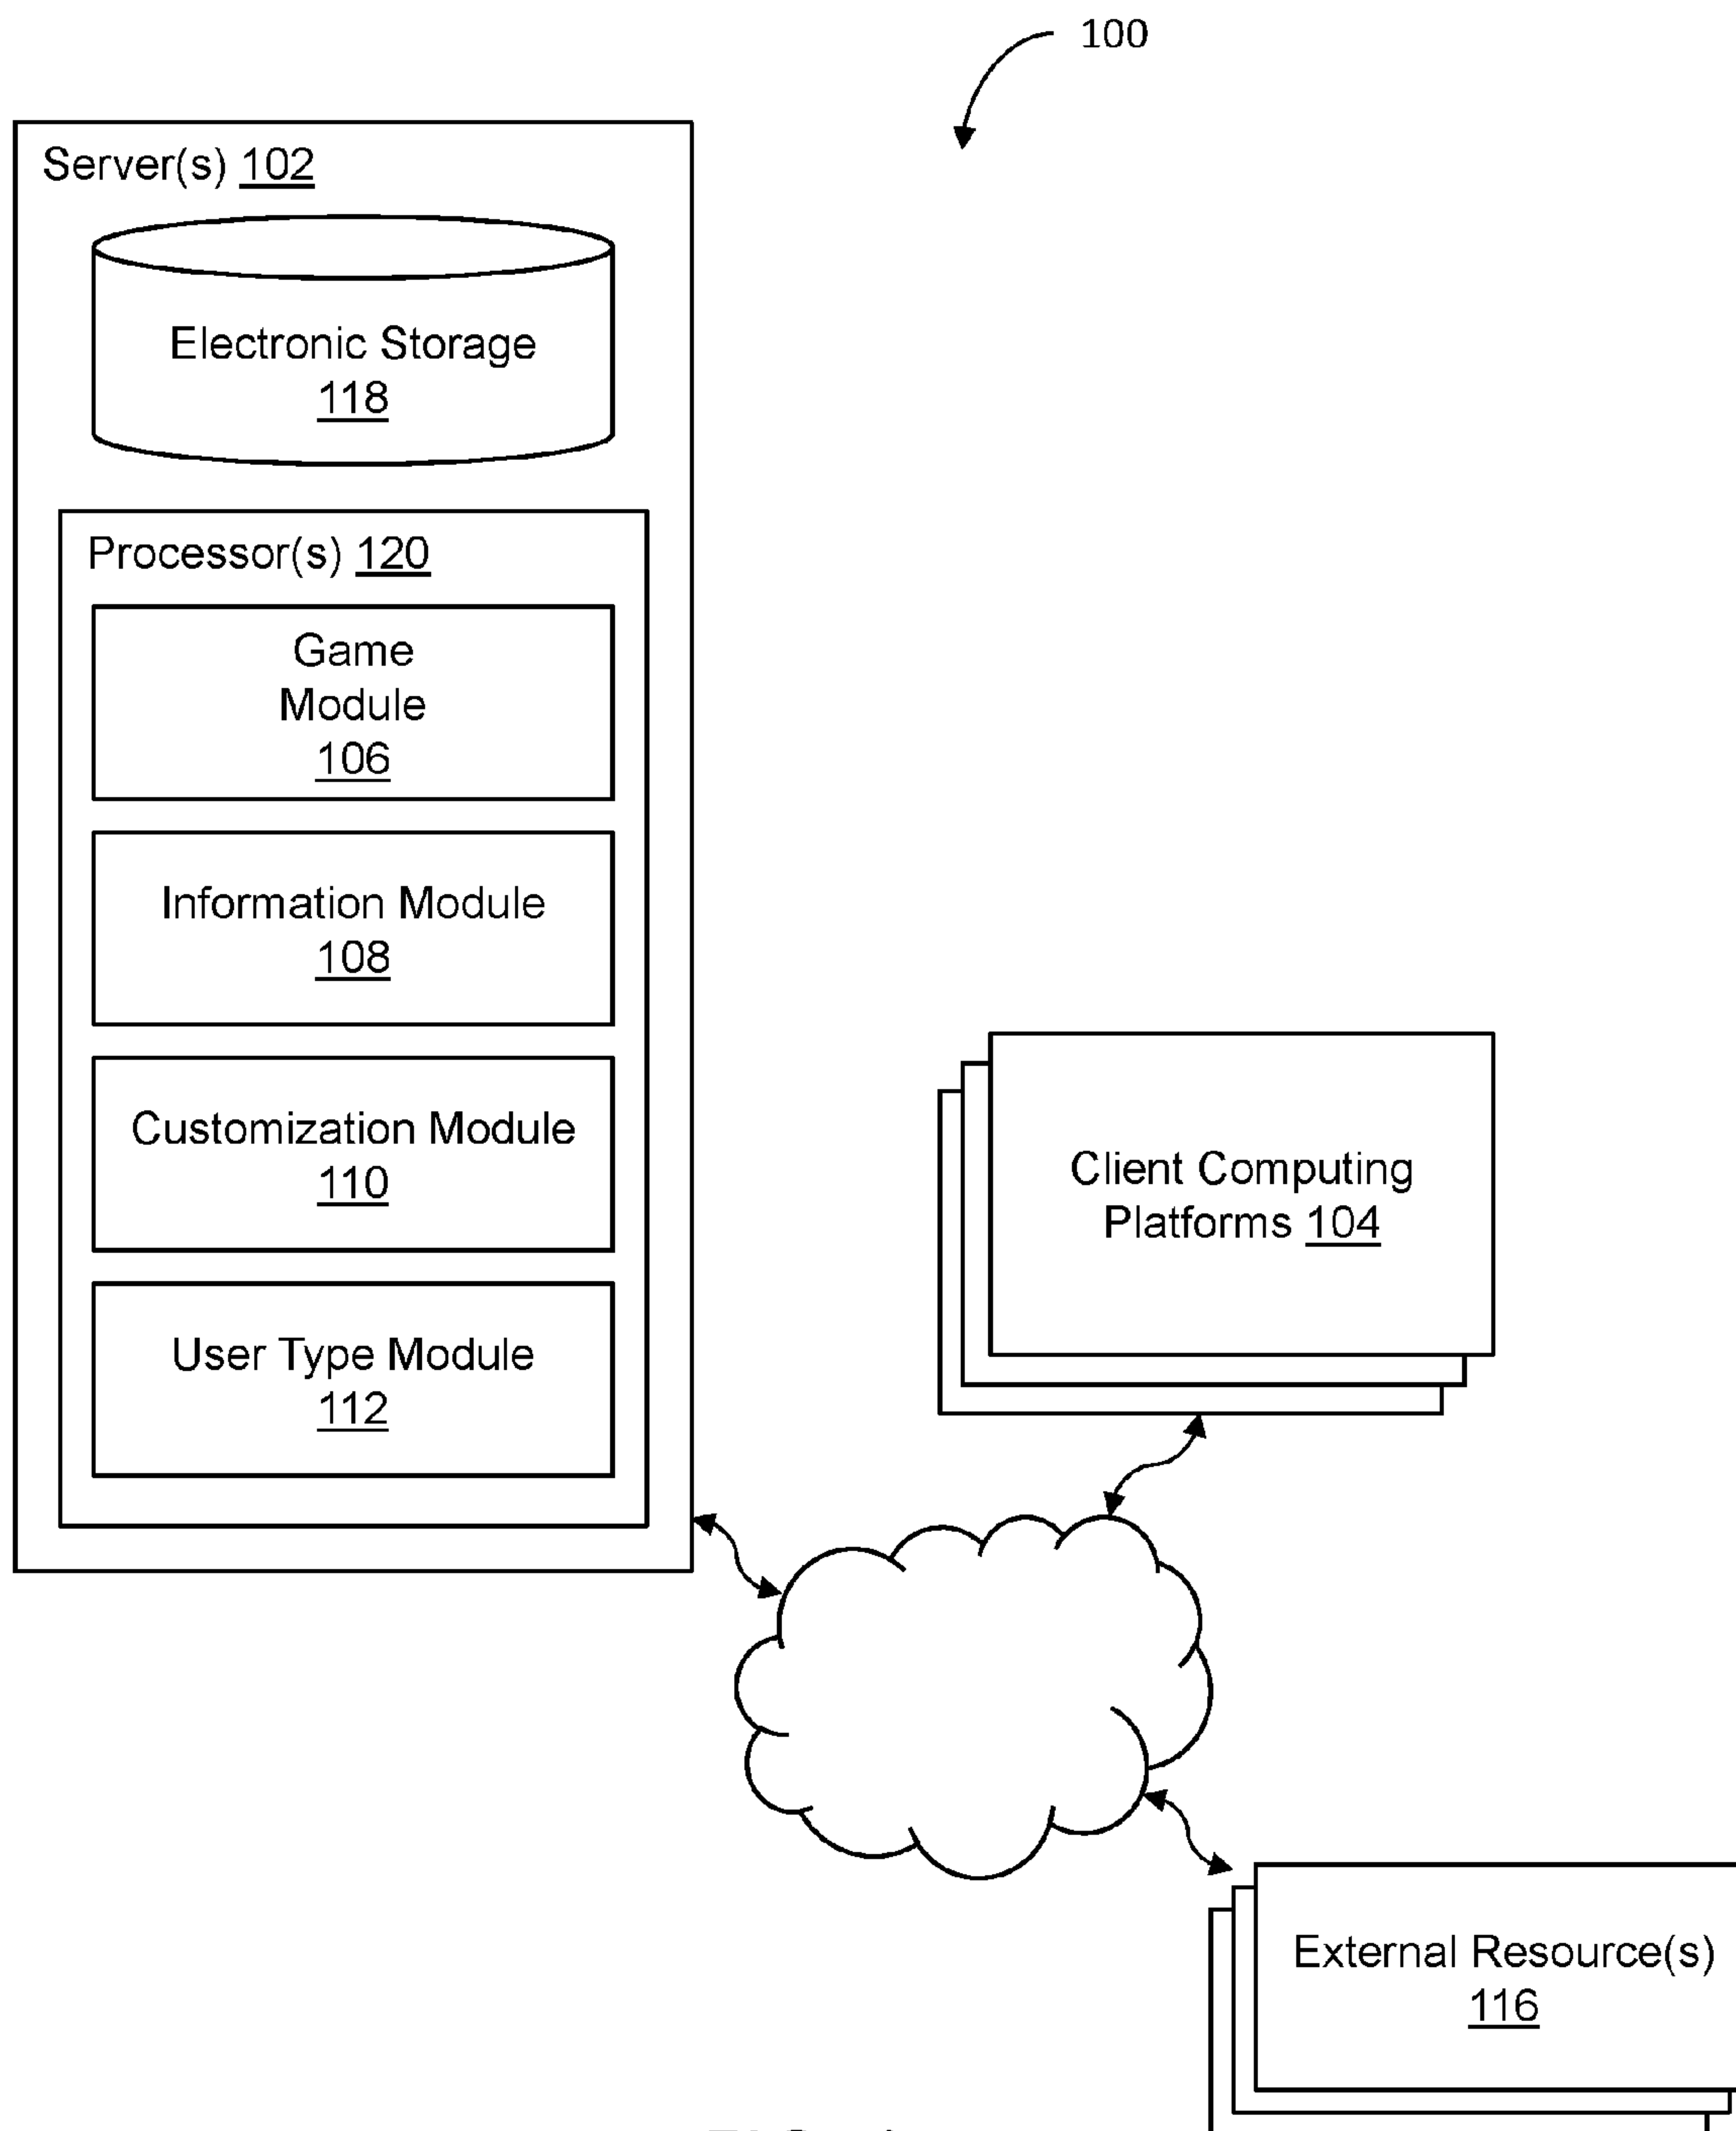 100
Server(s) 102
Electronic Storage
118
Processor(s) 120
Game
Module
106
Information Module
108
Customization Module
110
User Type Module
112
Client Computing
Platforms 104
External Resource(s)
116